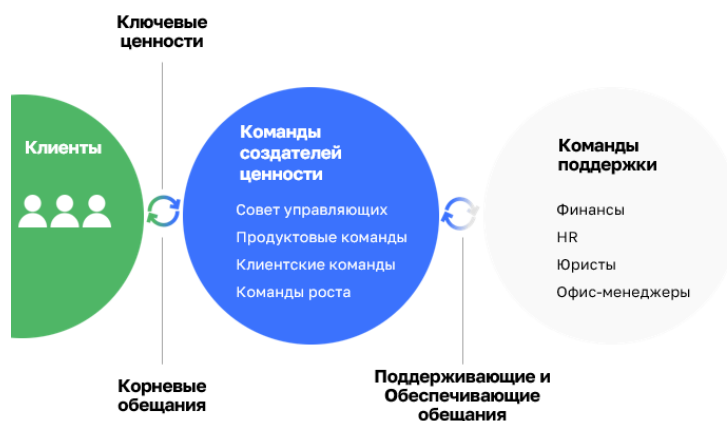 Ключевые
ценности
Клиенты
Команды
создателей
ценности
Совет управляющих
Продуктовые команды
Клиентские команды
Команды роста
Команды
поддержки
Финансы
HR
Юристы
Офис-менеджеры
Корневые
обещания
Поддерживающие и
Обеспечивающие
обещания